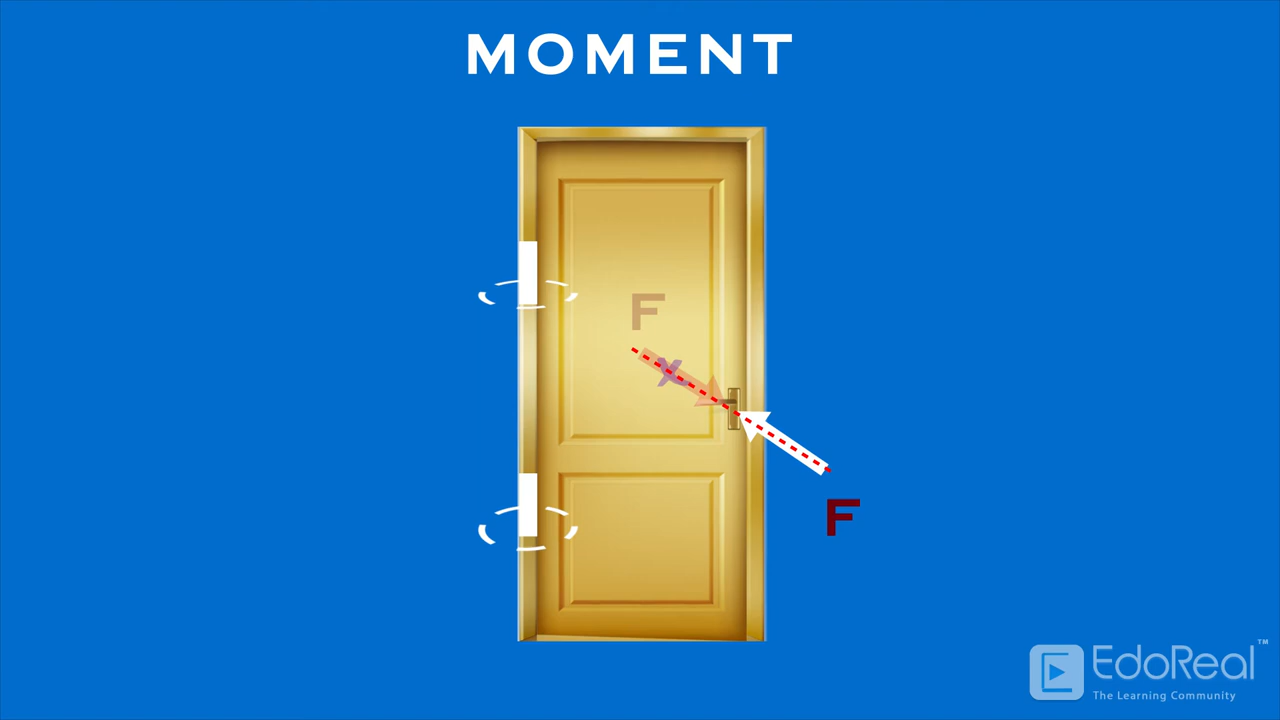 MOMENT
F
x
F
EdoReal™
The Learning Community